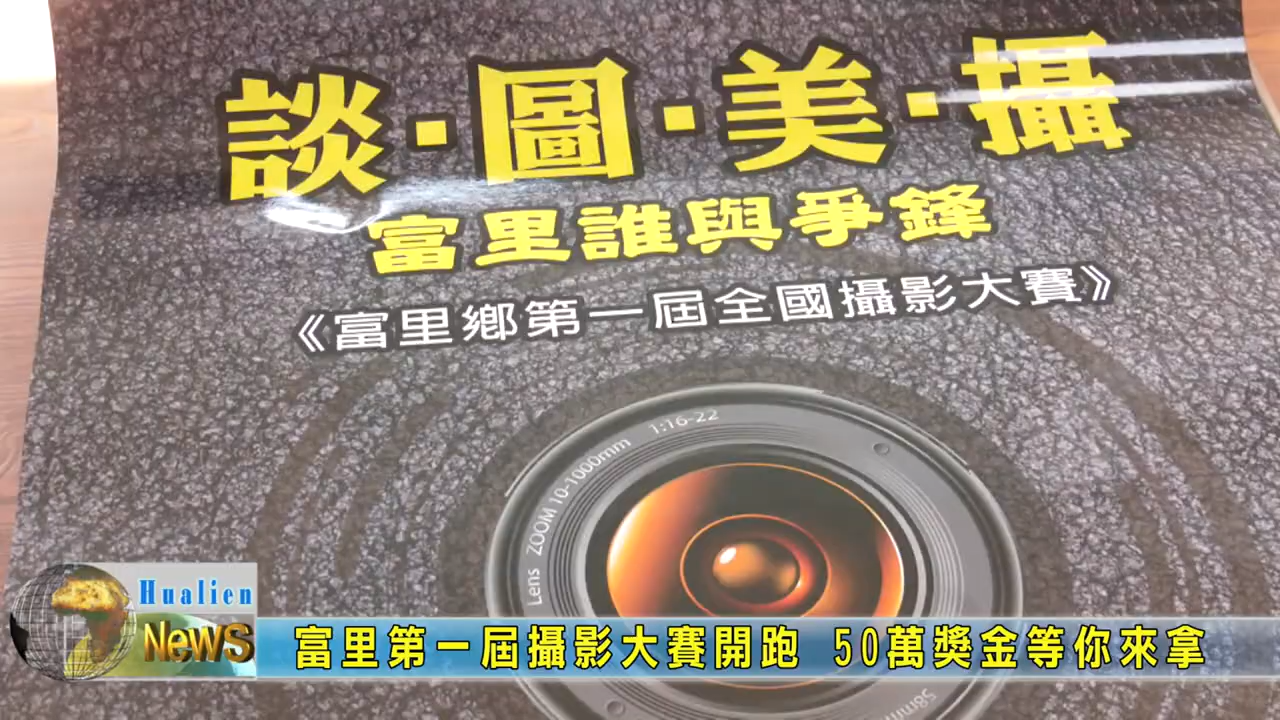 談·圖·美·攝
富里誰與爭鋒
《富里鄉第一屆全國攝影大賽》
Lens ZOOM 10-1000mm 1:16-22
58mm
Hualien
News
富里第一屆攝影大賽開跑 50萬獎金等你來拿